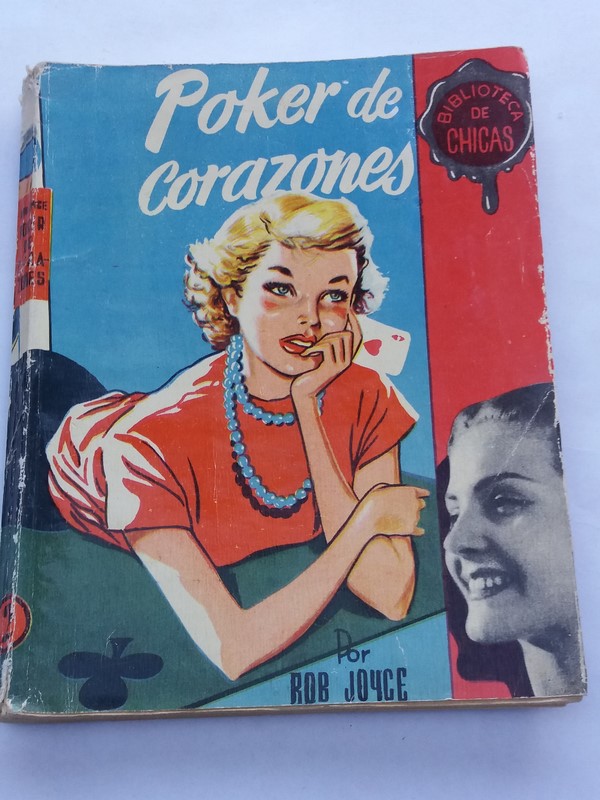 Poker de
corazones
BIBLIOTECA
DE
CHICAS
Por
ROB JOYCE